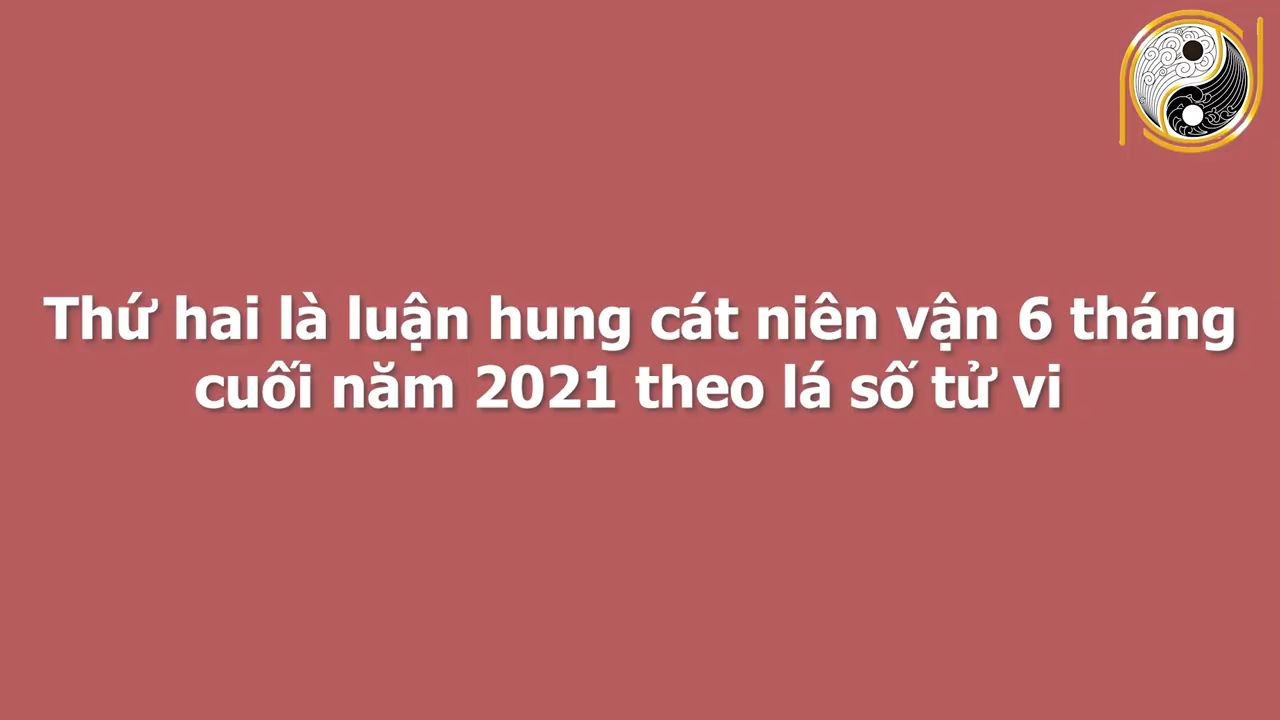 Thứ hai là luận hung cát niên vận 6 tháng
cuối năm 2021 theo lá số tử vi